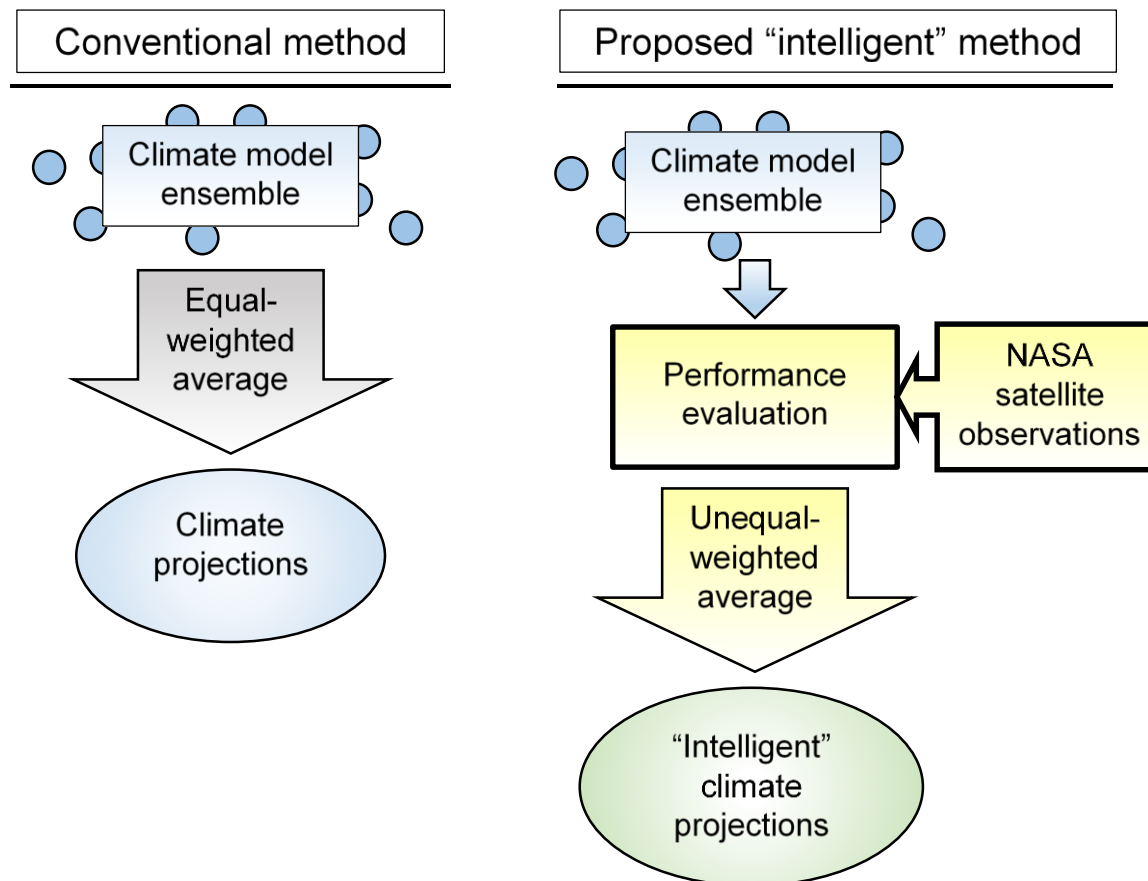 Conventional method
Climate model
ensemble
Equal-
weighted
average
Climate
projections
Proposed “intelligent” method
Climate model
ensemble
Performance
evaluation
NASA
satellite
observations
Unequal-
weighted
average
“Intelligent”
climate
projections